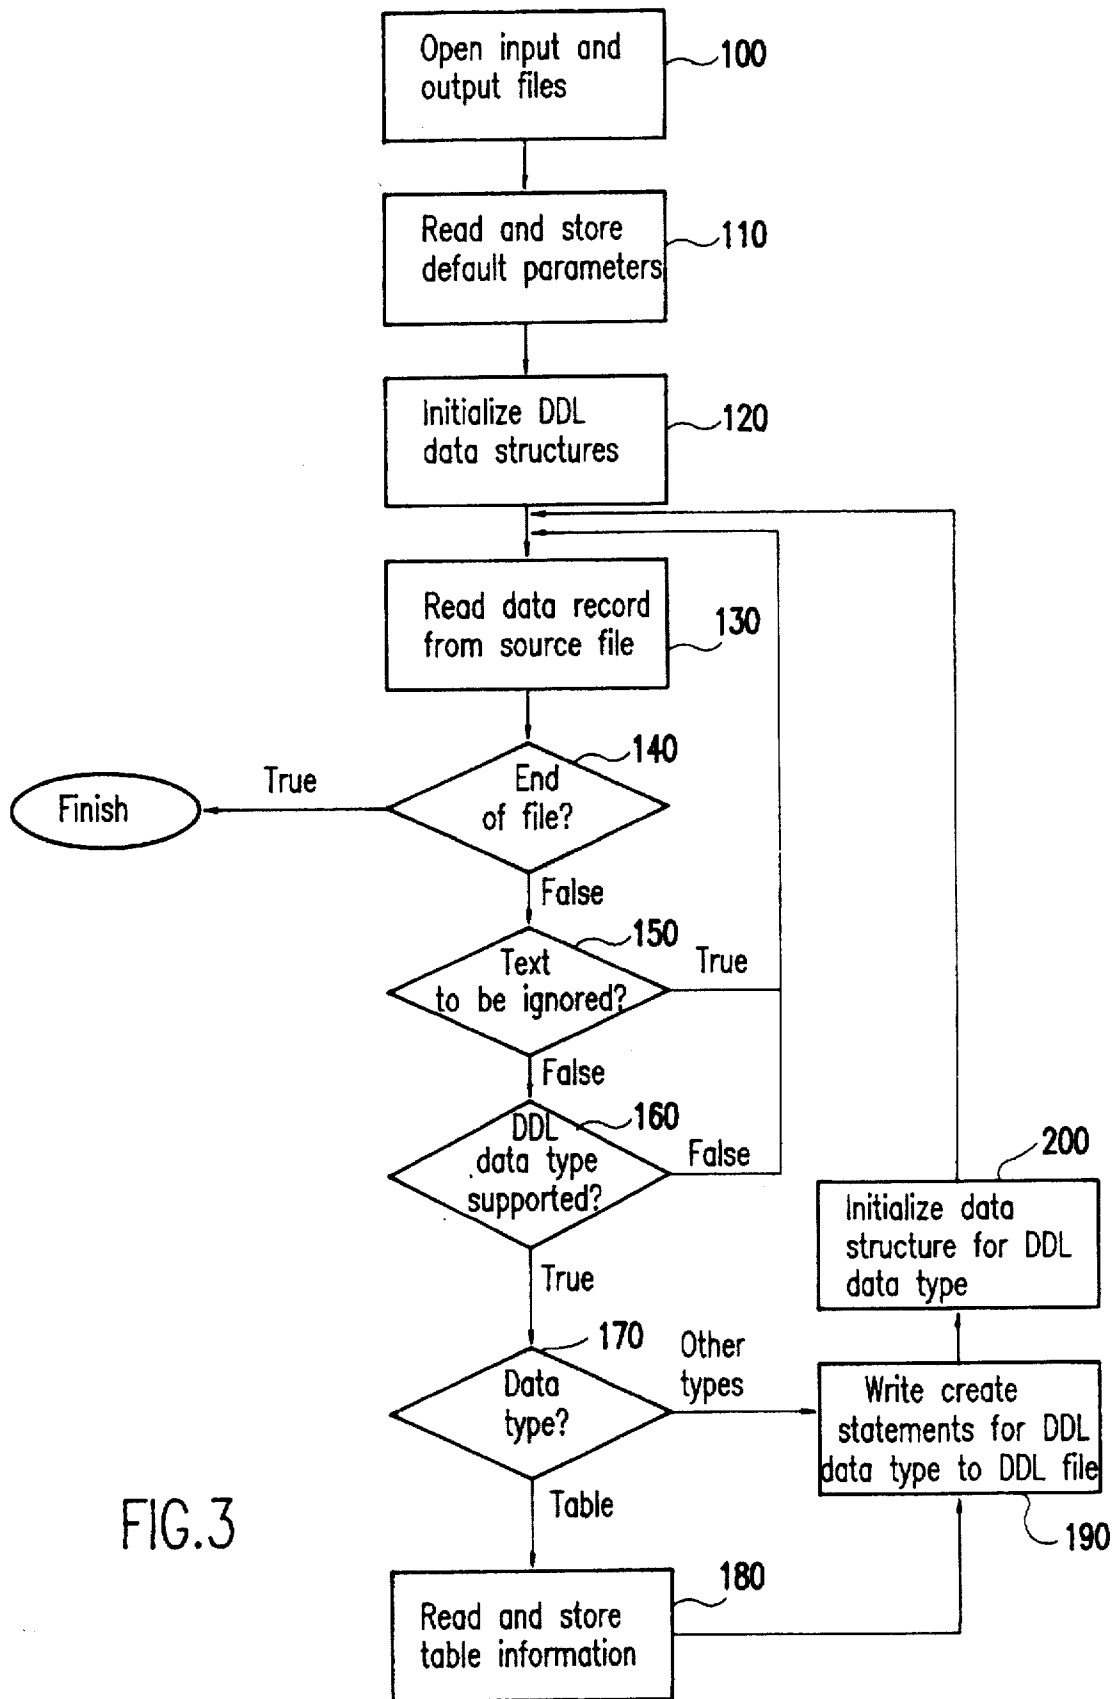 Open input and
output files
100
Read and store
default parameters
110
Initialize DDL
data structures
120
Read data record
from source file
130
End
of file?
140
True
Finish
False
Text
to be ignored?
150
True
False
DDL
data type
supported?
160
False
True
Data
type?
170
Other
types
Table
Read and store
table information
180
Write create
statements for DDL
data type to DDL file
190
Initialize data
structure for DDL
data type
200
FIG.3